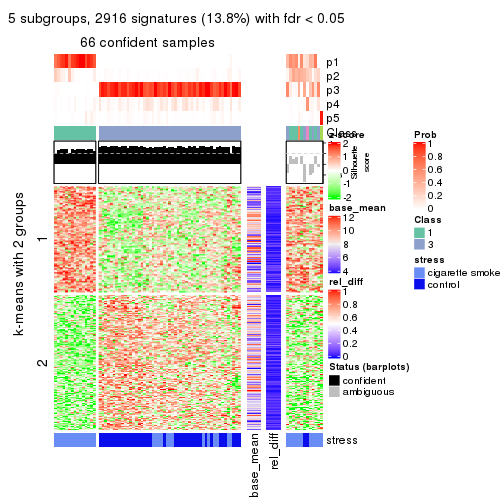 5 subgroups, 2916 signatures (13.8%) with fdr < 0.05
66 confident samples
p1
p2
p3
p4
p5
Class
z-score
2
1
0
-1
-2
Silhouette
score
k-means with 2 groups
1
2
base_mean
12
10
8
6
4
rel_diff
1
0.8
0.6
0.4
0.2
0
Status (barplots)
confident
ambiguous
Prob
1
0.8
0.6
0.4
0.2
0
Class
1
3
stress
cigarette smoke
control
stress
base_mean
rel_diff